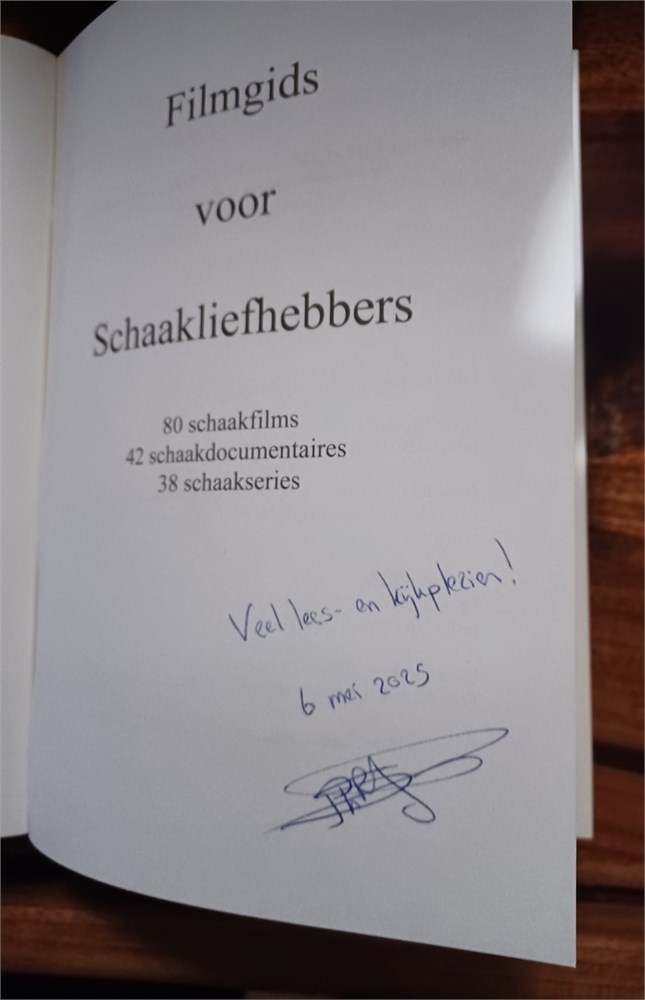 Filmgids
voor
Schaakliefhebbers
80 schaakfilms
42 schaakdocumentaires
38 schaakseries
Veel lees- en kijkplezier!
6 mei 2025